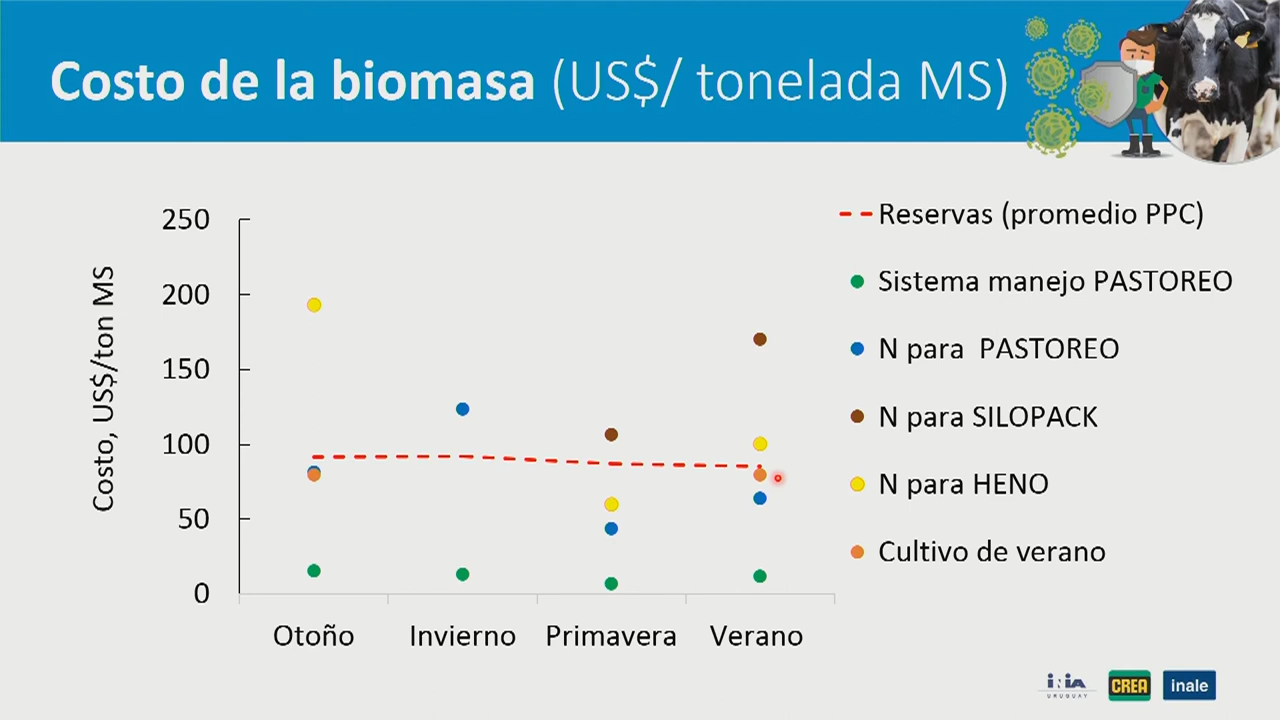 Costo de la biomasa (US$/ tonelada MS)
250
200
150
100
50
0
Costo, US$/ton MS
Otoño Invierno Primavera Verano
Reservas (promedio PPC)
Sistema manejo PASTOREO
N para PASTOREO
N para SILOPACK
N para HENO
Cultivo de verano
INIA
URUGUAY
CREA
inale